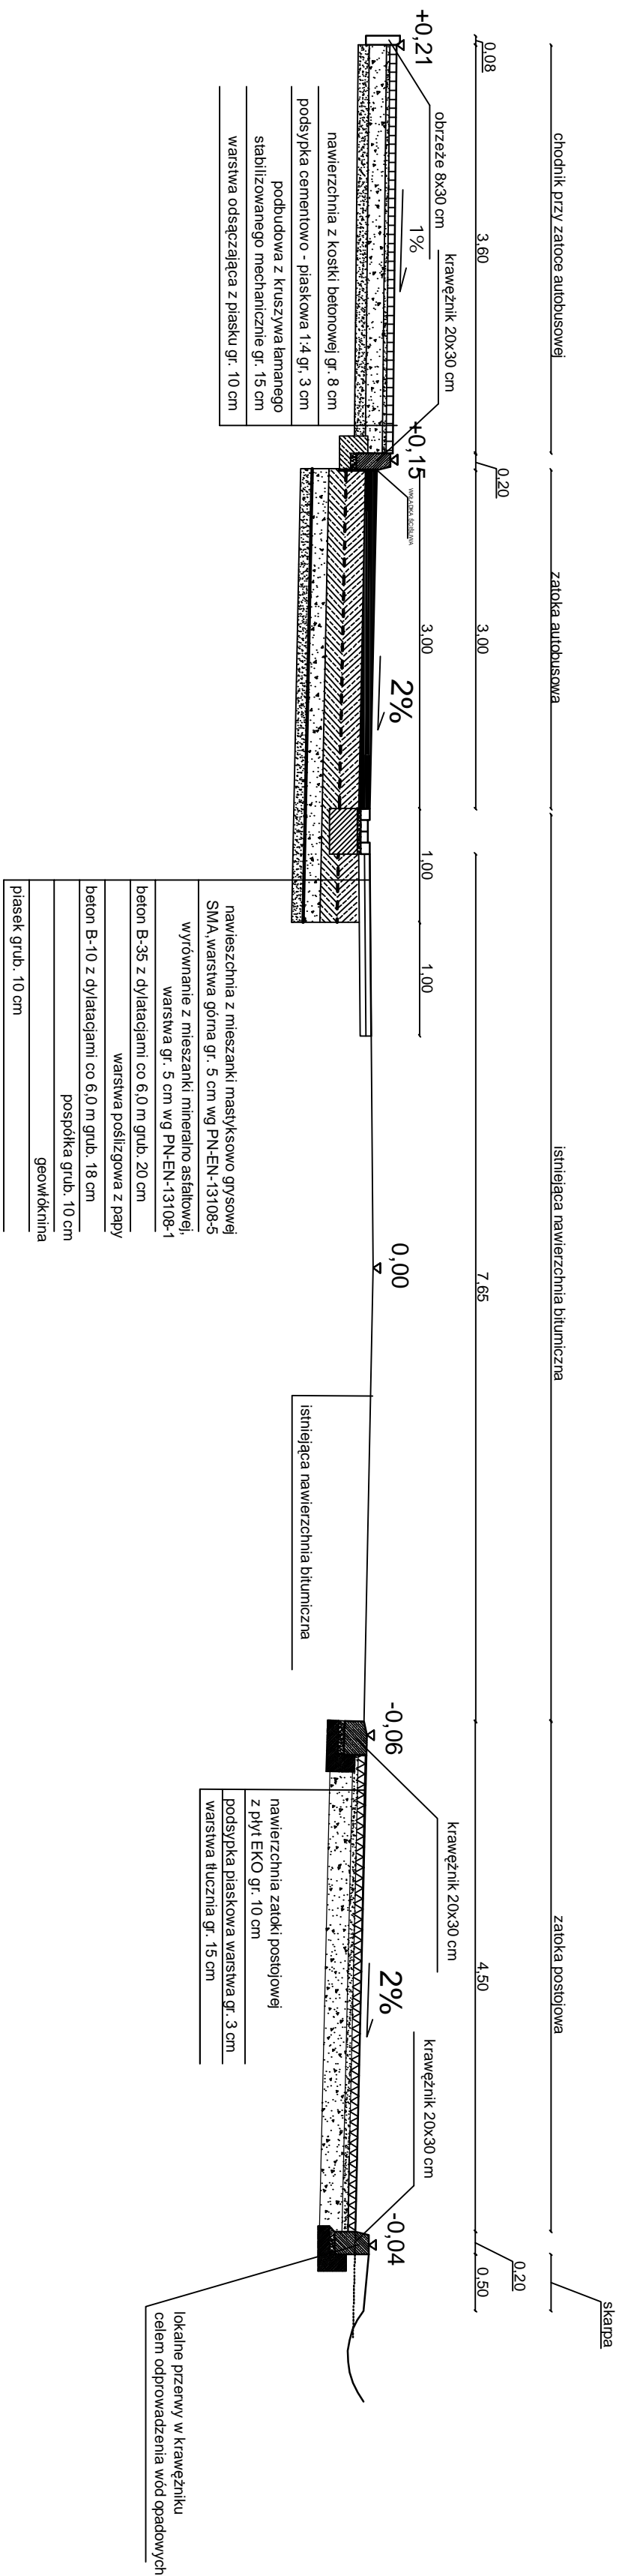 chodnik przy zatoce autobusowej
zatoka autobusowa
istniejąca nawierzchnia bitumiczna
zatoka postojowa
skarpa
0,08
3,60
0,20
3,00
7,65
4,50
0,20
0,50
3,00
1,00
1,00
+0,21
obrzeże 8x30 cm
1%
krawężnik 20x30 cm
+0,15
WKŁADKA ŚCIŚLIWA
2%
0,00
-0,06
krawężnik 20x30 cm
2%
krawężnik 20x30 cm
-0,04
nawierzchnia z kostki betonowej gr. 8 cm
podsypka cementowo - piaskowa 1:4 gr, 3 cm
podbudowa z kruszywa łamanego
stabilizowanego mechanicznie gr. 15 cm
warstwa odsączająca z piasku gr. 10 cm
nawieszchnia z mieszanki mastyksowo grysowej
SMA,warstwa górna gr. 5 cm wg PN-EN-13108-5
wyrównanie z mieszanki mineralno asfaltowej,
warstwa gr. 5 cm wg PN-EN-13108-1
beton B-35 z dylatacjami co 6,0 m grub. 20 cm
warstwa poślizgowa z papy
beton B-10 z dylatacjami co 6,0 m grub. 18 cm
pospółka grub. 10 cm
geowłóknina
piasek grub. 10 cm
istniejąca nawierzchnia bitumiczna
nawierzchnia zatoki postojowej
z płyt EKO gr. 10 cm
podsypka piaskowa warstwa gr. 3 cm
warstwa tłucznia gr. 15 cm
lokalne przerwy w krawężniku
celem odprowadzenia wód opadowych